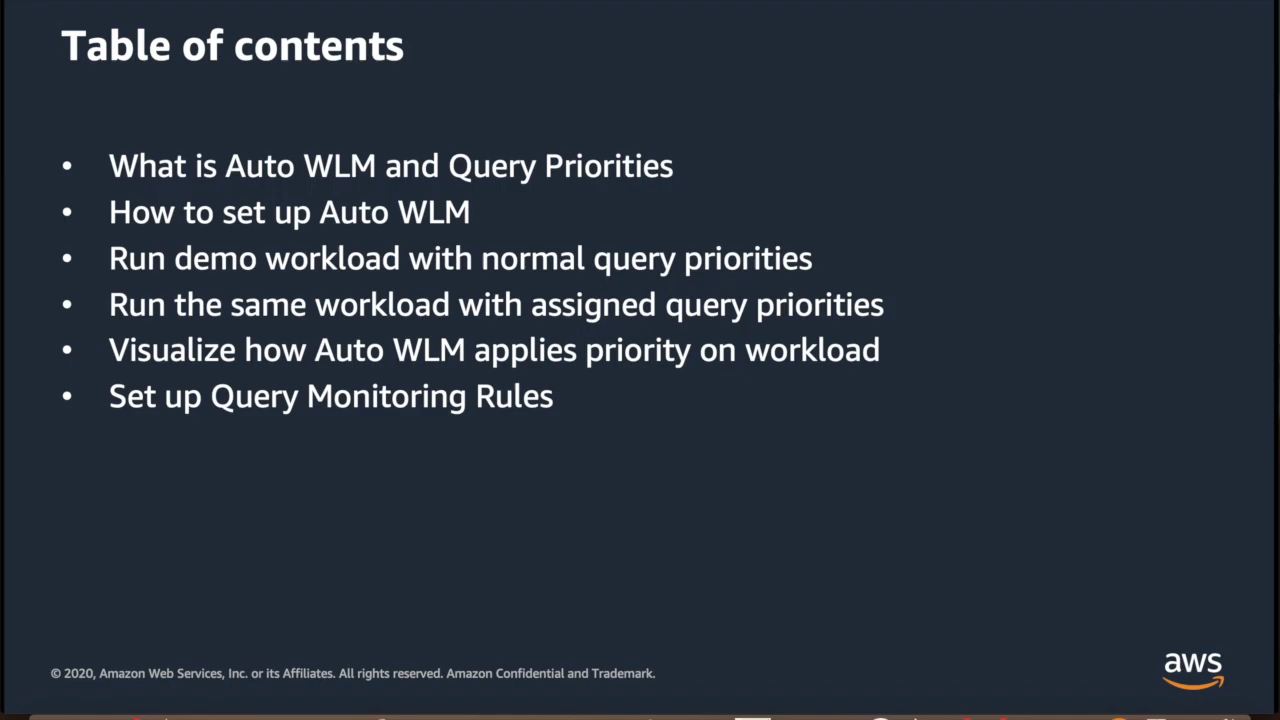 Table of contents
• What is Auto WLM and Query Priorities
• How to set up Auto WLM
• Run demo workload with normal query priorities
• Run the same workload with assigned query priorities
• Visualize how Auto WLM applies priority on workload
• Set up Query Monitoring Rules
© 2020, Amazon Web Services, Inc. or its Affiliates. All rights reserved. Amazon Confidential and Trademark.
aws